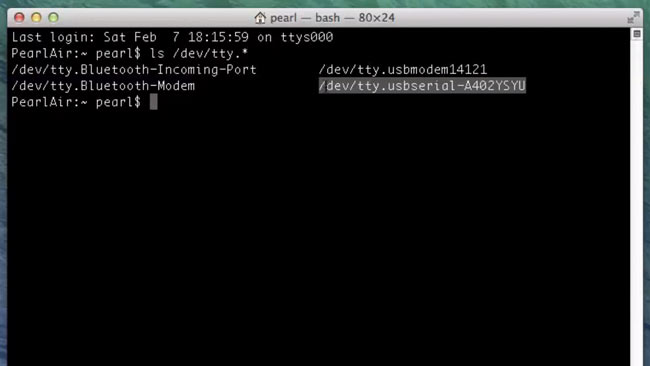 pearl — bash — 80×24
Last login: Sat Feb  7 18:15:59 on ttys000
PearlAir:~ pearl$ ls /dev/tty.*
/dev/tty.Bluetooth-Incoming-Port        /dev/tty.usbmodem14121
/dev/tty.Bluetooth-Modem                /dev/tty.usbserial-A402YSYU
PearlAir:~ pearl$